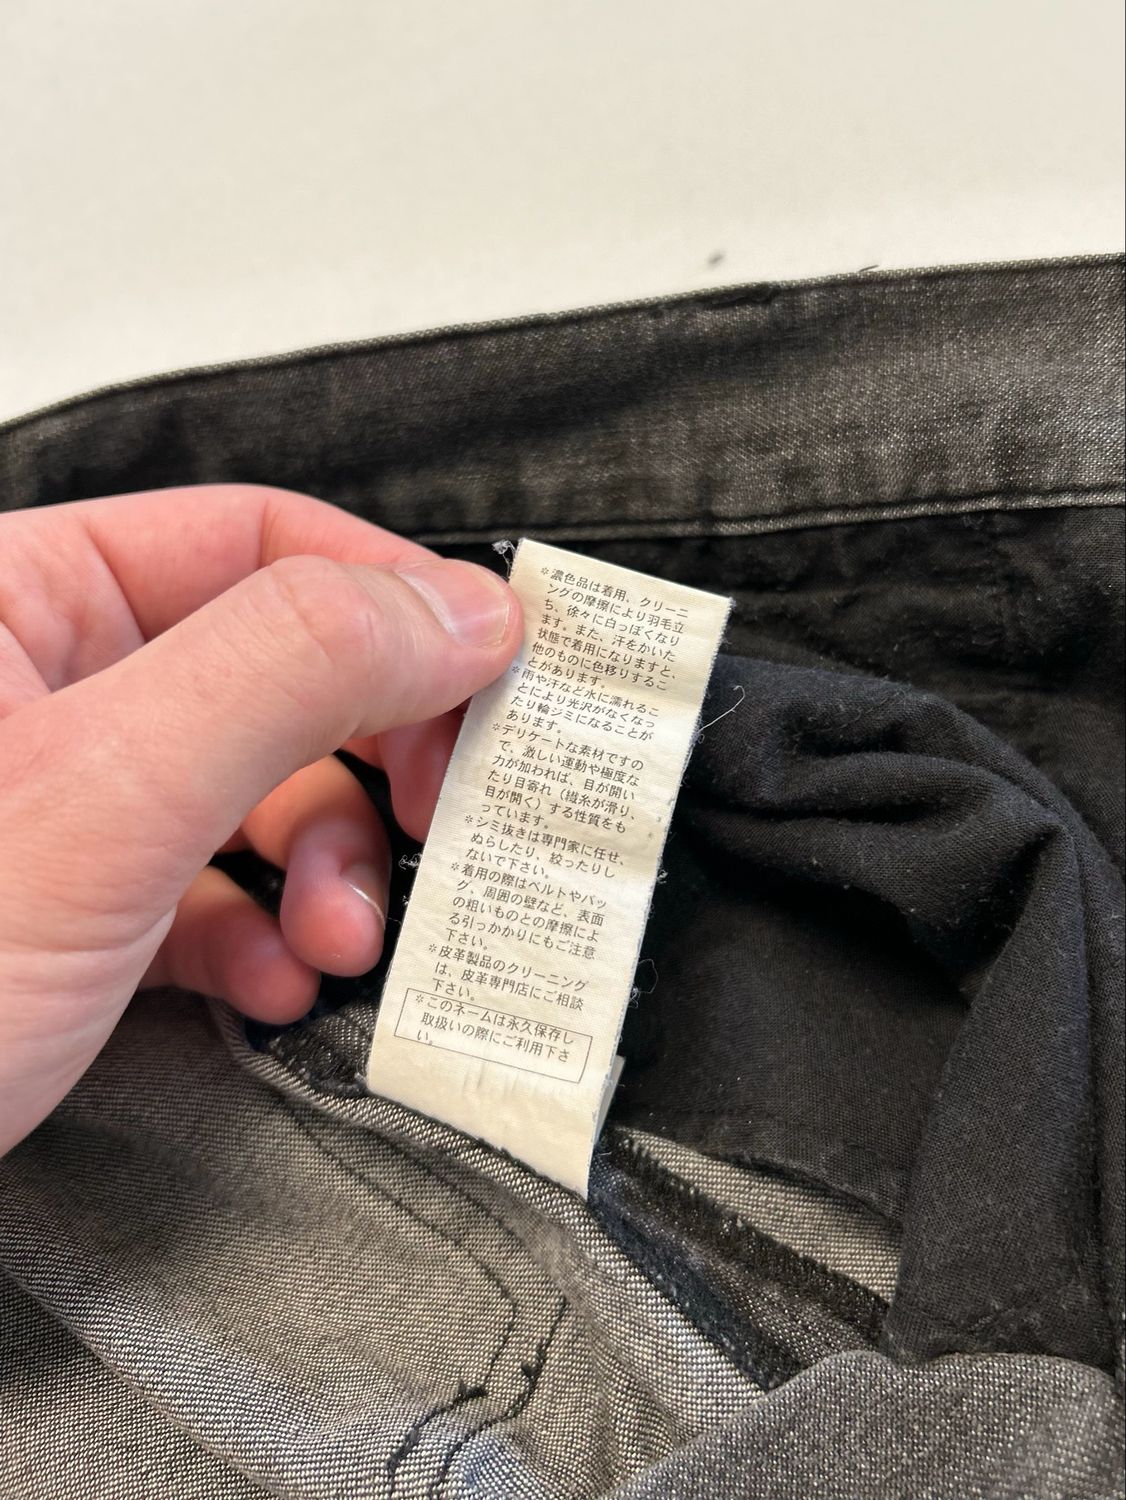 ※濃色品は着用、クリーニ
ングの摩擦により羽毛立
ち、徐々に白っぽくなり
ます。また、汗をかいた
状態で着用になりますと、
他のものに色移りするこ
とがあります。
※雨や汗など水に濡れるこ
とにより光沢がなくなっ
たり輪ジミになることが
あります。
※デリケートな素材ですの
で、激しい運動や極度な
力が加われば、目が開い
たり目寄れ（繊糸が滑り、
目が開く）する性質をも
っています。
※シミ抜きは専門家に任せ、
ぬらしたり、絞ったりし
ないで下さい。
※着用の際はベルトやバッ
グ、周囲の壁など、表面
の粗いものとの摩擦によ
る引っかかりにもご注意
下さい。
※皮革製品のクリーニング
は、皮革専門店にご相談
下さい。
※このネームは永久保存し
取扱いの際にご利用下さ
い。